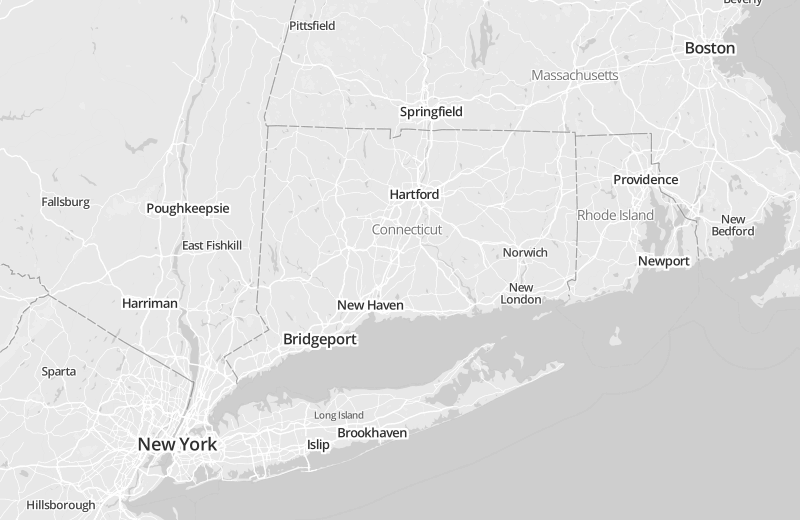 Beverly
Pittsfield
Boston
Massachusetts
Springfield
Providence
Hartford
Fallsburg
Poughkeepsie
Rhode Island
New
Bedford
Connecticut
East Fishkill
Norwich
Newport
New
London
Harriman
New Haven
Bridgeport
Sparta
Long Island
Brookhaven
New York
Islip
Hillsborough